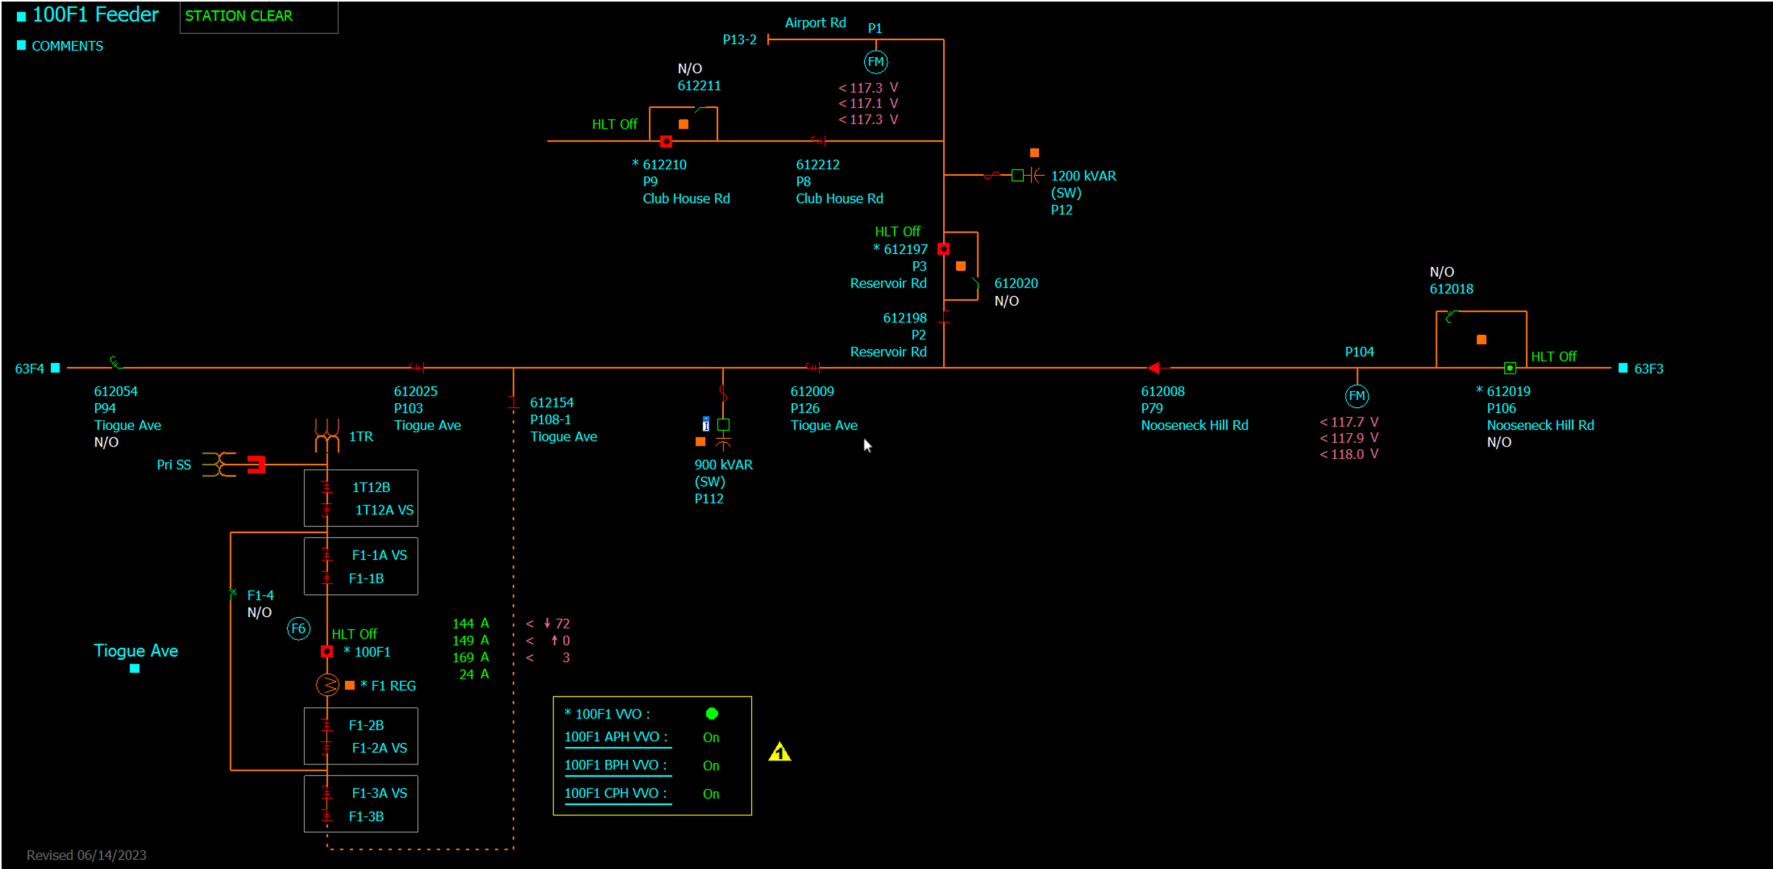 100F1 Feeder
STATION CLEAR
COMMENTS
Airport Rd
P1
P13-2
FM
< 117.3 V
< 117.1 V
< 117.3 V
N/O
612211
HLT Off
* 612210
P9
Club House Rd
612212
P8
Club House Rd
1200 kVAR
(SW)
P12
HLT Off
* 612197
P3
Reservoir Rd
612020
N/O
612198
P2
Reservoir Rd
N/O
612018
P104
HLT Off
63F4
63F3
612054
P94
Tiogue Ave
N/O
612025
P103
Tiogue Ave
612154
P108-1
Tiogue Ave
612009
P126
Tiogue Ave
612008
P79
Nooseneck Hill Rd
FM
< 117.7 V
< 117.9 V
< 118.0 V
* 612019
P106
Nooseneck Hill Rd
N/O
900 kVAR
(SW)
P112
1TR
Pri SS
1T12B
1T12A VS
F1-1A VS
F1-1B
F1-4
N/O
F6
HLT Off
* 100F1
* F1 REG
F1-2B
F1-2A VS
F1-3A VS
F1-3B
Tiogue Ave
144 A < ↓ 72
149 A < ↑ 0
169 A < 3
24 A
* 100F1 VVO :
100F1 APH VVO : On
100F1 BPH VVO : On
100F1 CPH VVO : On
1
Revised 06/14/2023